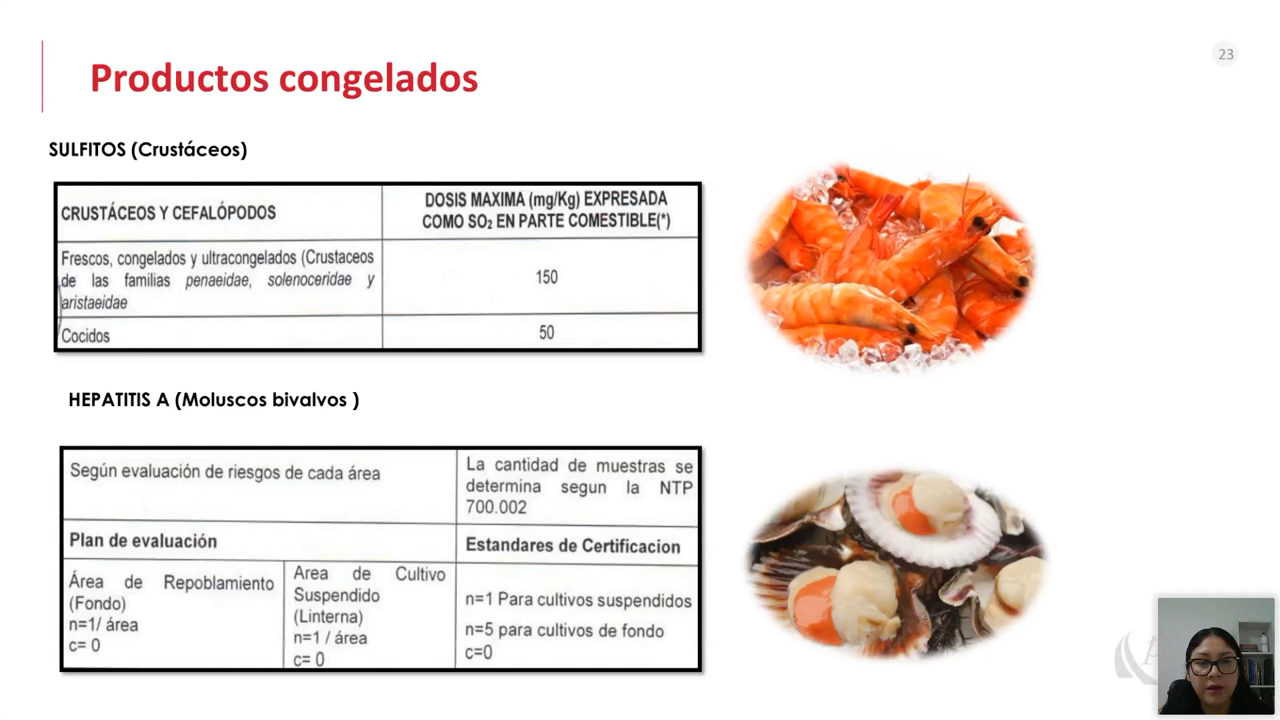 23
Productos congelados
SULFITOS (Crustáceos)
CRUSTÁCEOS Y CEFALÓPODOS
DOSIS MAXIMA (mg/Kg) EXPRESADA
COMO SO₂ EN PARTE COMESTIBLE(*)
Frescos, congelados y ultracongelados (Crustaceos
de las familias penaeidae, solenoceridae y
aristaeidae
150
Cocidos
50
HEPATITIS A (Moluscos bivalvos )
Según evaluación de riesgos de cada área
La cantidad de muestras se
determina segun la NTP
700.002
Plan de evaluación
Estandares de Certificacion
Área de Repoblamiento
(Fondo)
n=1/ área
c= 0
Area de Cultivo
Suspendido
(Linterna)
n=1 / área
c= 0
n=1 Para cultivos suspendidos
n=5 para cultivos de fondo
c=0